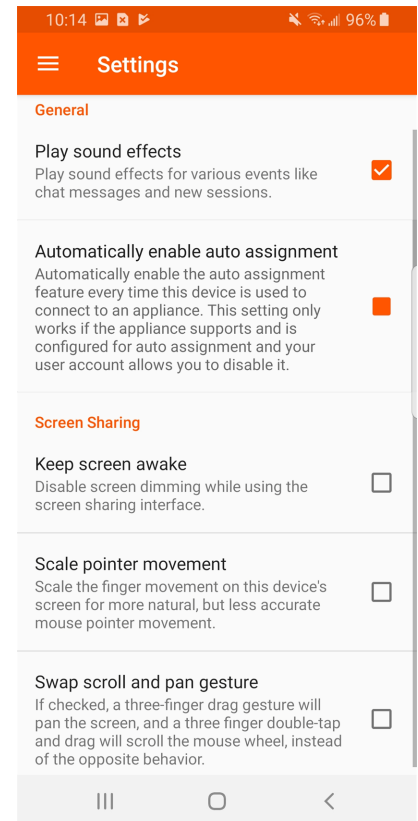 10:14 96%
Settings
General
Play sound effects
Play sound effects for various events like
chat messages and new sessions.
Automatically enable auto assignment
Automatically enable the auto assignment
feature every time this device is used to
connect to an appliance. This setting only
works if the appliance supports and is
configured for auto assignment and your
user account allows you to disable it.
Screen Sharing
Keep screen awake
Disable screen dimming while using the
screen sharing interface.
Scale pointer movement
Scale the finger movement on this device's
screen for more natural, but less accurate
mouse pointer movement.
Swap scroll and pan gesture
If checked, a three-finger drag gesture will
pan the screen, and a three finger double-tap
and drag will scroll the mouse wheel, instead
of the opposite behavior.